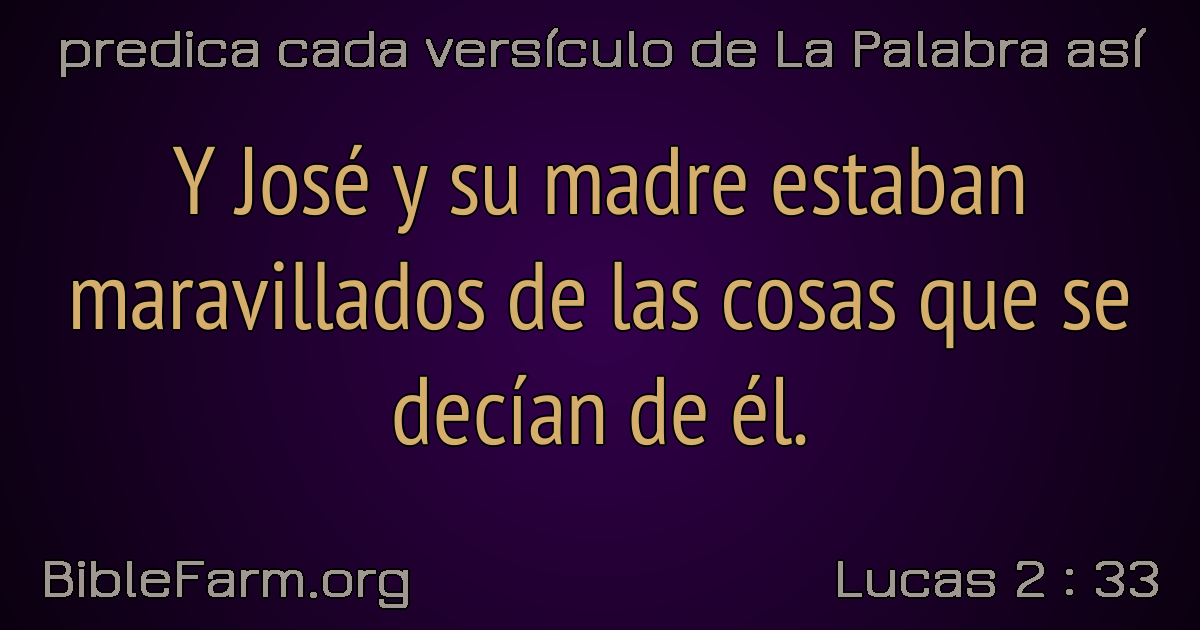 predica cada versículo de La Palabra así
Y José y su madre estaban
maravillados de las cosas que se
decían de él.
BibleFarm.org
Lucas 2 : 33